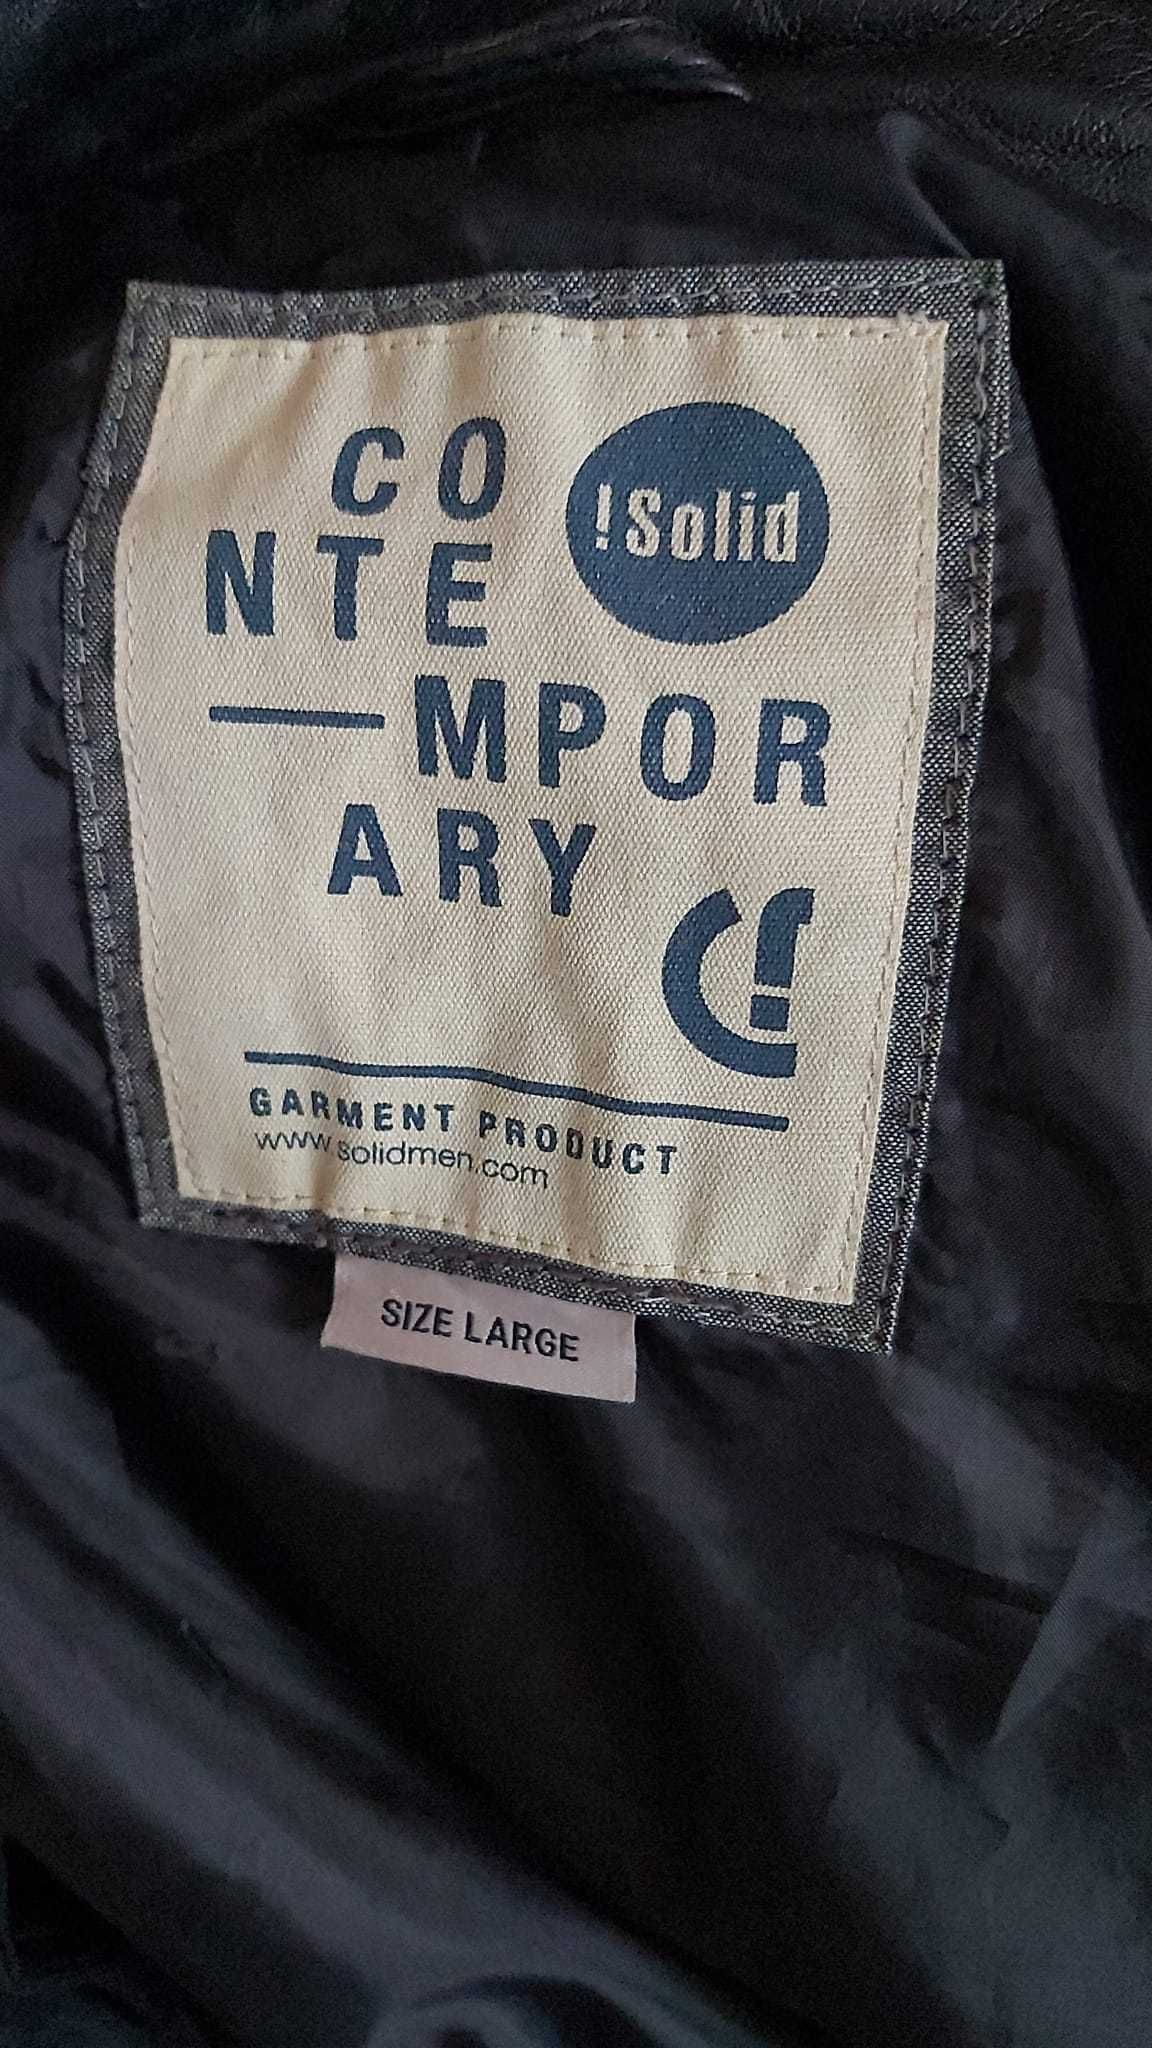 CO
!Solid
NTE
MPOR
ARY
GARMENT PRODUCT
www.solidmen.com
SIZE LARGE